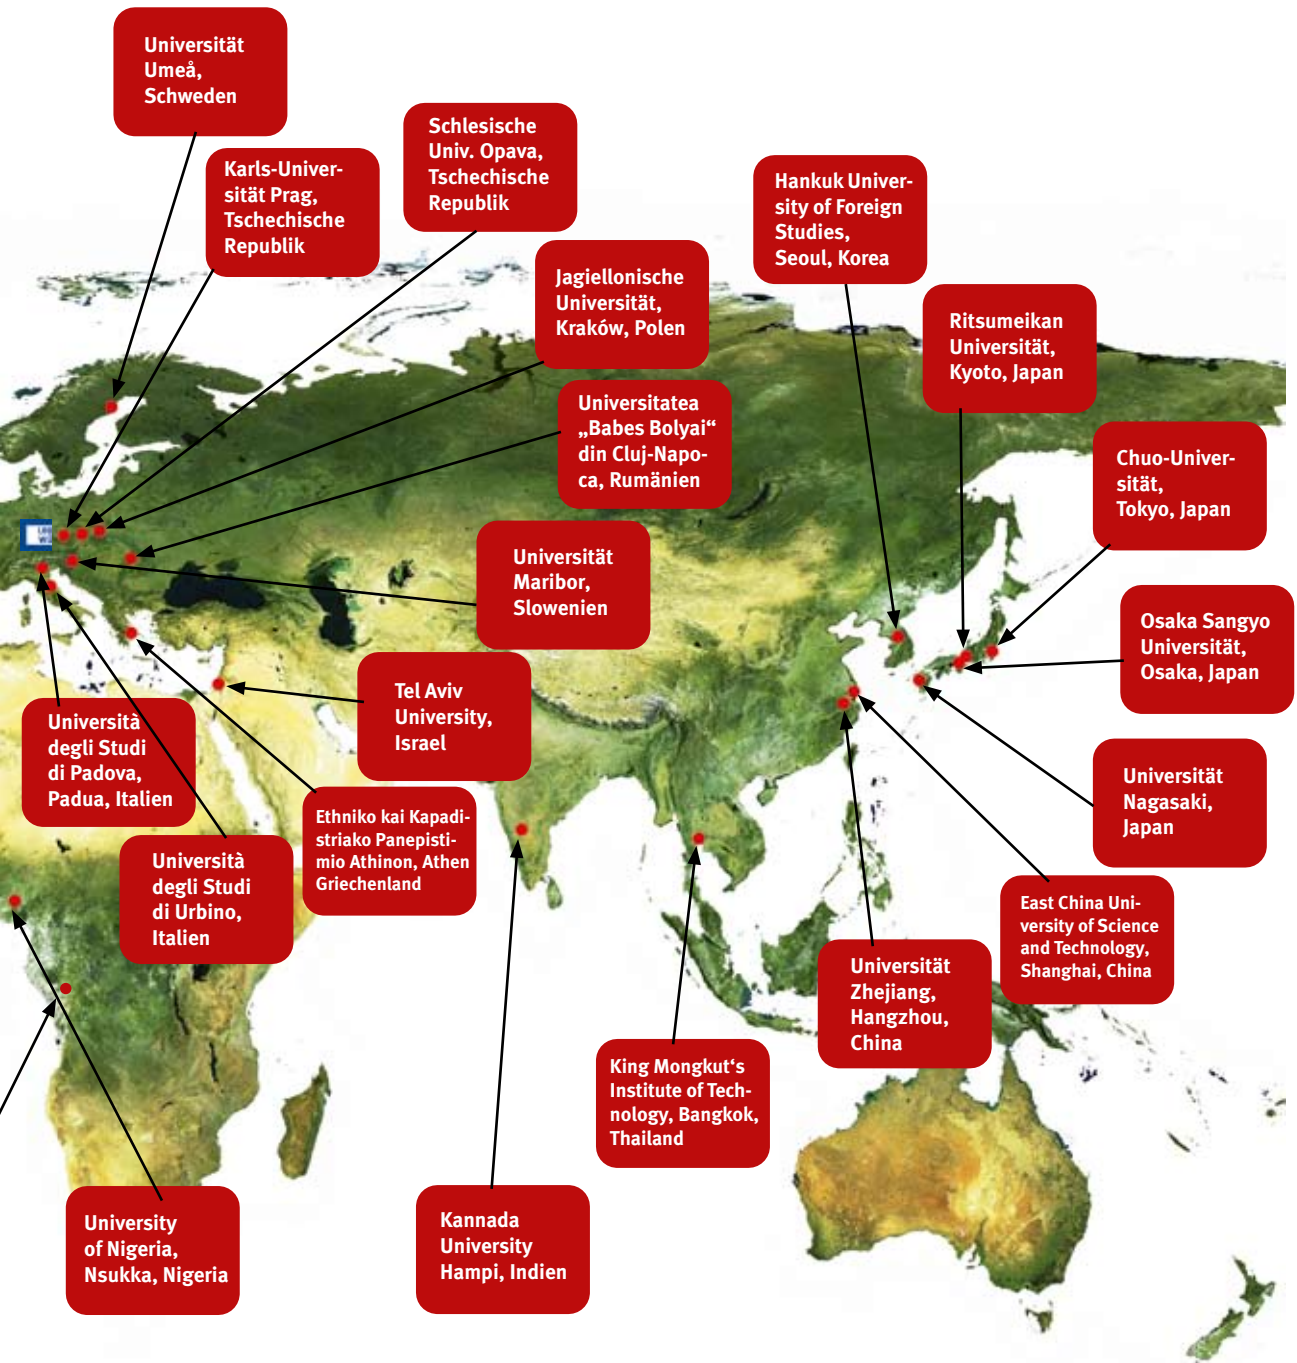 Universität
Umeå,
Schweden
Karls-Univer-
sität Prag,
Tschechische
Republik
Schlesische
Univ. Opava,
Tschechische
Republik
Hankuk Univer-
sity of Foreign
Studies,
Seoul, Korea
Jagiellonische
Universität,
Kraków, Polen
Ritsumeikan
Universität,
Kyoto, Japan
Universitatea
„Babes Bolyai“
din Cluj-Napo-
ca, Rumänien
Chuo-Univer-
sität,
Tokyo, Japan
Universität
Maribor,
Slowenien
Osaka Sangyo
Universität,
Osaka, Japan
Tel Aviv
University,
Israel
Università
degli Studi
di Padova,
Padua, Italien
Universität
Nagasaki,
Japan
Ethniko kai Kapadi-
striako Panepisti-
mio Athinon, Athen
Griechenland
Università
degli Studi
di Urbino,
Italien
East China Uni-
versity of Science
and Technology,
Shanghai, China
Universität
Zhejiang,
Hangzhou,
China
King Mongkut‘s
Institute of Tech-
nology, Bangkok,
Thailand
University
of Nigeria,
Nsukka, Nigeria
Kannada
University
Hampi, Indien